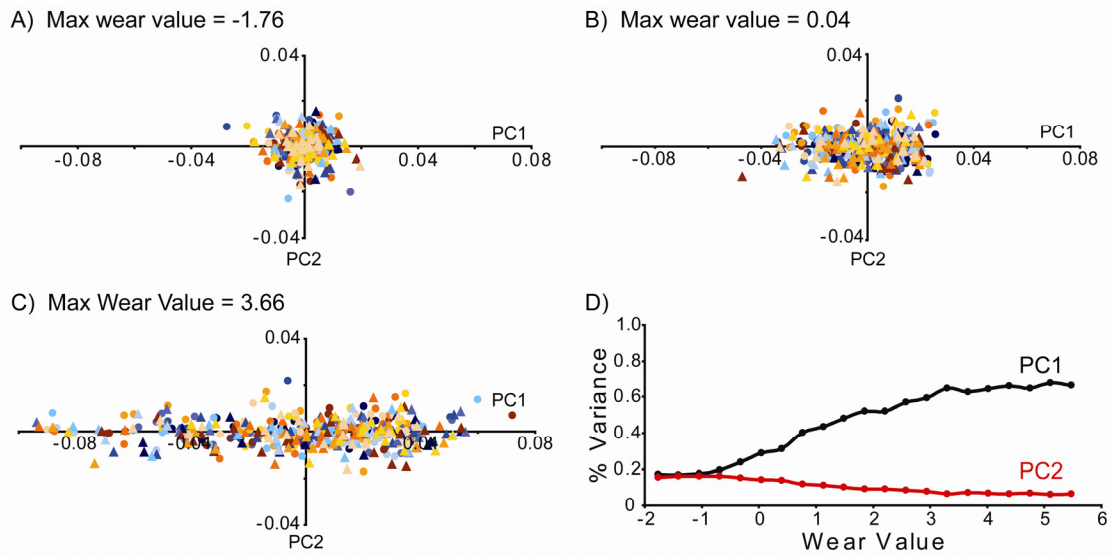 A) Max wear value = -1.76
B) Max wear value = 0.04
0.04
0.04
PC1
PC1
-0.08
-0.04
0.04
0.08
-0.08
-0.04
0.04
0.08
-0.04
PC2
-0.04
PC2
C) Max Wear Value = 3.66
0.04
PC1
-0.08
-0.04
0.04
0.08
-0.04
PC2
D)
1.0
0.8
0.6
0.4
0.2
0
% Variance
PC1
PC2
-2
-1
0
1
2
3
4
5
6
Wear Value